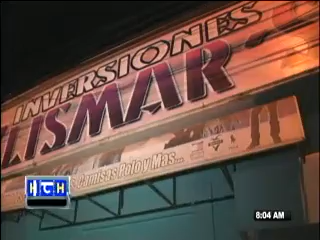 INVERSIONES
LISMAR
Camisas Polo y Mas...
HCH
8:04 AM